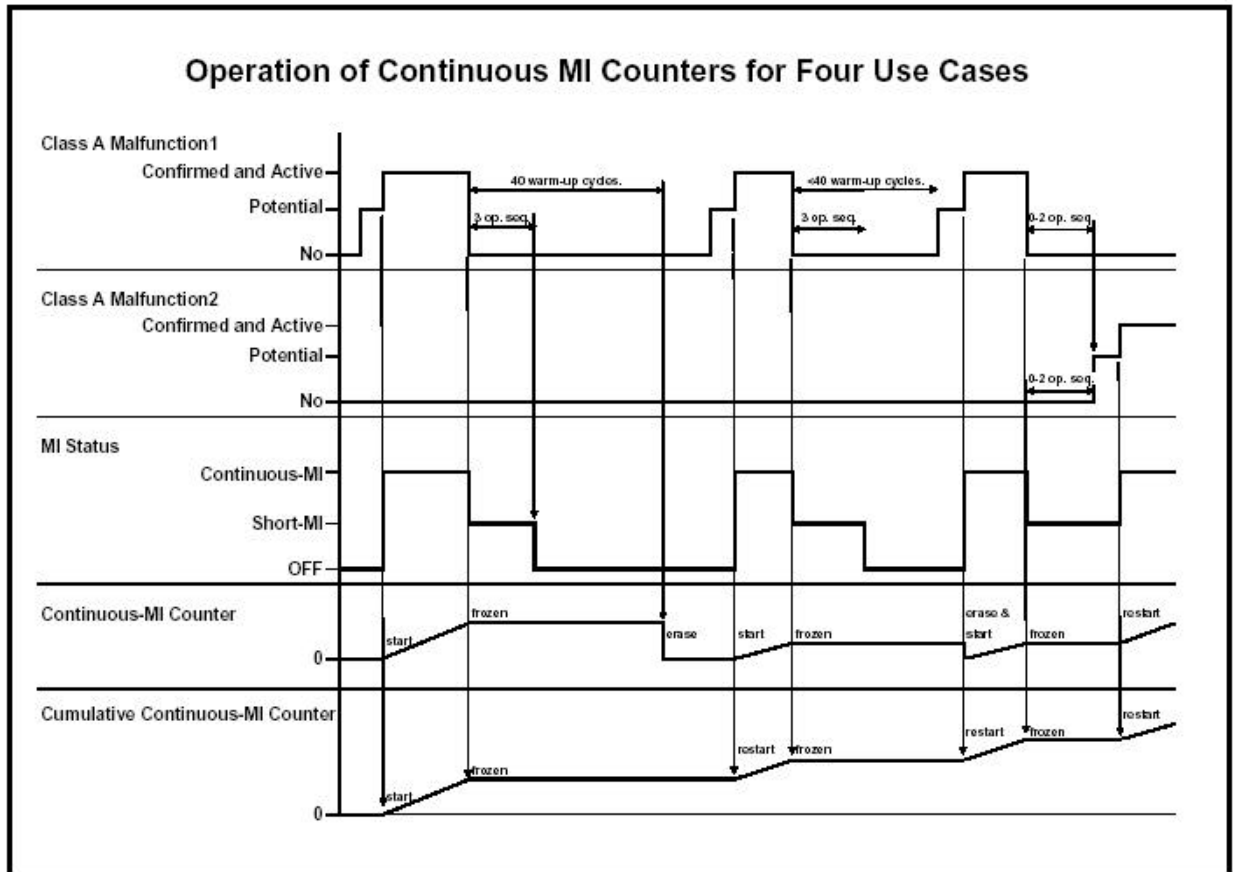 Operation of Continuous MI Counters for Four Use Cases
Class A Malfunction1
Confirmed and Active
40 warm-up cycles.
<40 warm-up cycles.
Potential
3 op. seq.
3 op. seq.
0-2 op. seq.
No
Class A Malfunction2
Confirmed and Active
Potential
0-2 op. seq.
No
MI Status
Continuous-MI
Short-MI
OFF
Continuous-MI Counter
start
frozen
erase
start
frozen
erase &
start
frozen
restart
0
Cumulative Continuous-MI Counter
start
frozen
restart
frozen
restart
frozen
restart
0